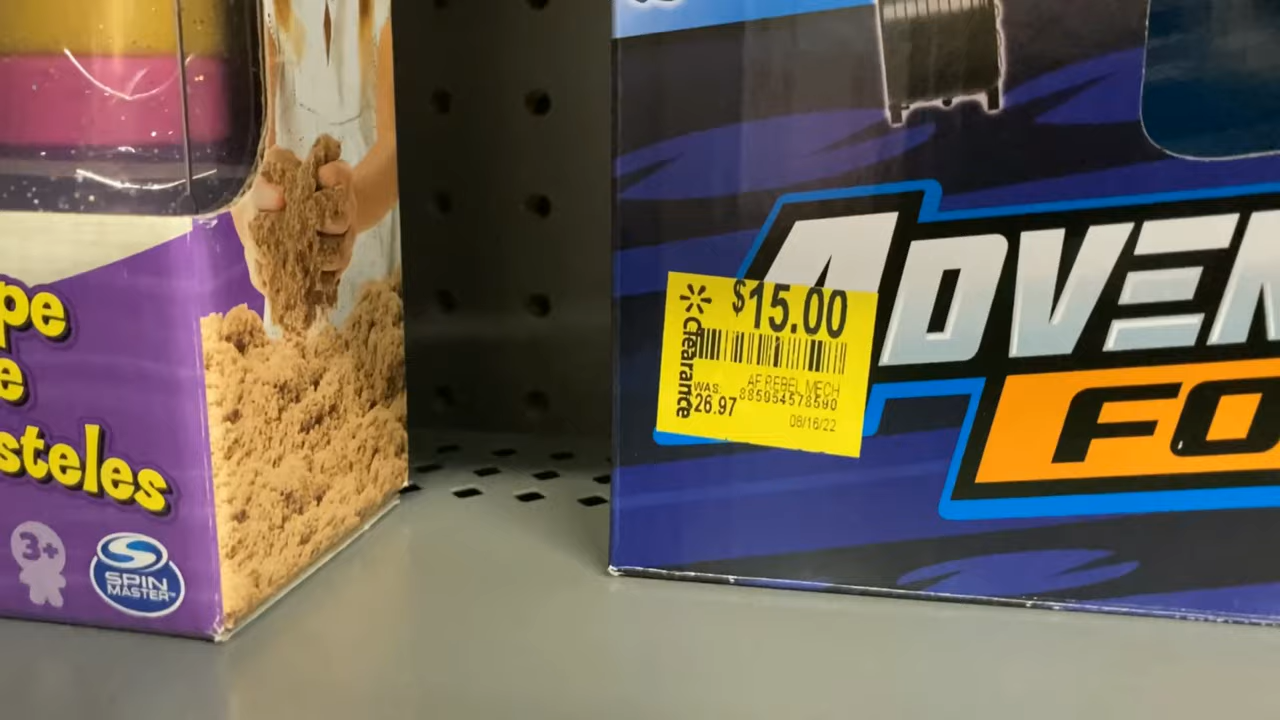 pe
e
steles
3+
SPIN
MASTER™
$15.00
Clearance
WAS:
26.97
AF REBEL MECH
885954578590
08/16/22
ADVEN
FO